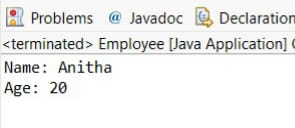 Problems @ Javadoc Declaration
<terminated> Employee [Java Application]
Name: Anitha
Age: 20